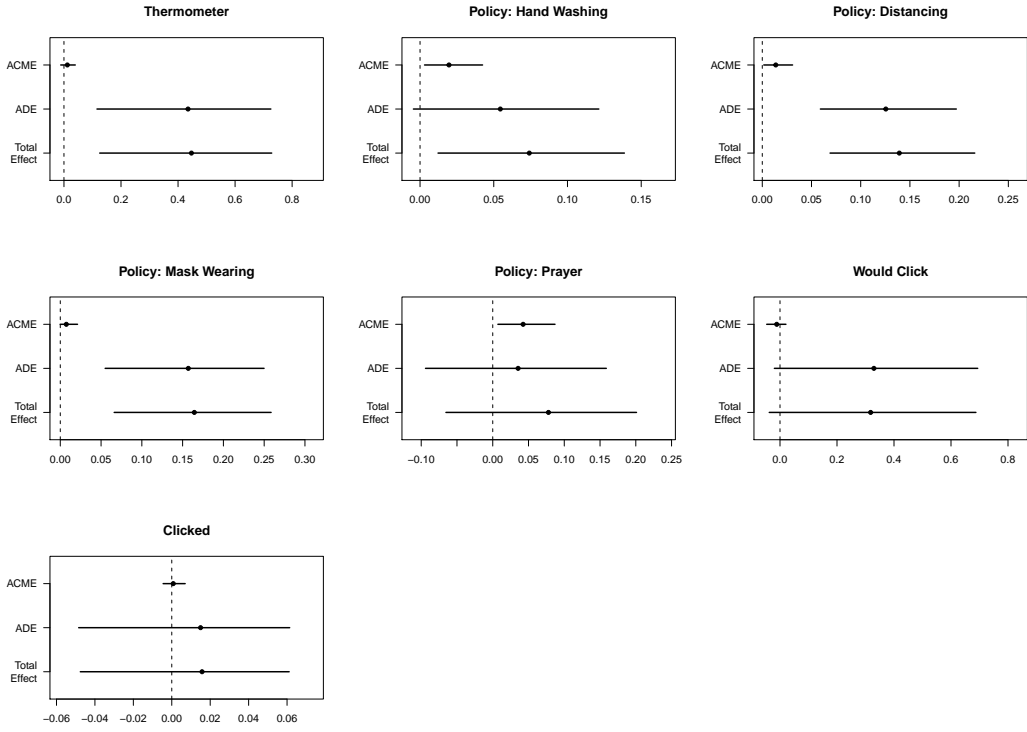 Thermometer
ACME
ADE
Total
Effect
0.0 0.2 0.4 0.6 0.8
Policy: Hand Washing
ACME
ADE
Total
Effect
0.00 0.05 0.10 0.15
Policy: Distancing
ACME
ADE
Total
Effect
0.00 0.05 0.10 0.15 0.20 0.25
Policy: Mask Wearing
ACME
ADE
Total
Effect
0.00 0.05 0.10 0.15 0.20 0.25 0.30
Policy: Prayer
ACME
ADE
Total
Effect
−0.10 0.00 0.05 0.10 0.15 0.20 0.25
Would Click
ACME
ADE
Total
Effect
0.0 0.2 0.4 0.6 0.8
Clicked
ACME
ADE
Total
Effect
−0.06 −0.04 −0.02 0.00 0.02 0.04 0.06